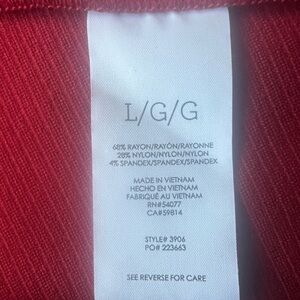 L/G/G
68% RAYON/RAYÓN/RAYONNE
28% NYLON/NYLON/NYLON
4% SPANDEX/SPANDEX/SPANDEX
MADE IN VIETNAM
HECHO EN VIETNAM
FABRIQUÉ AU VIETNAM
RN#54077
CA#59814
STYLE# 3906
PO# 223663
SEE REVERSE FOR CARE